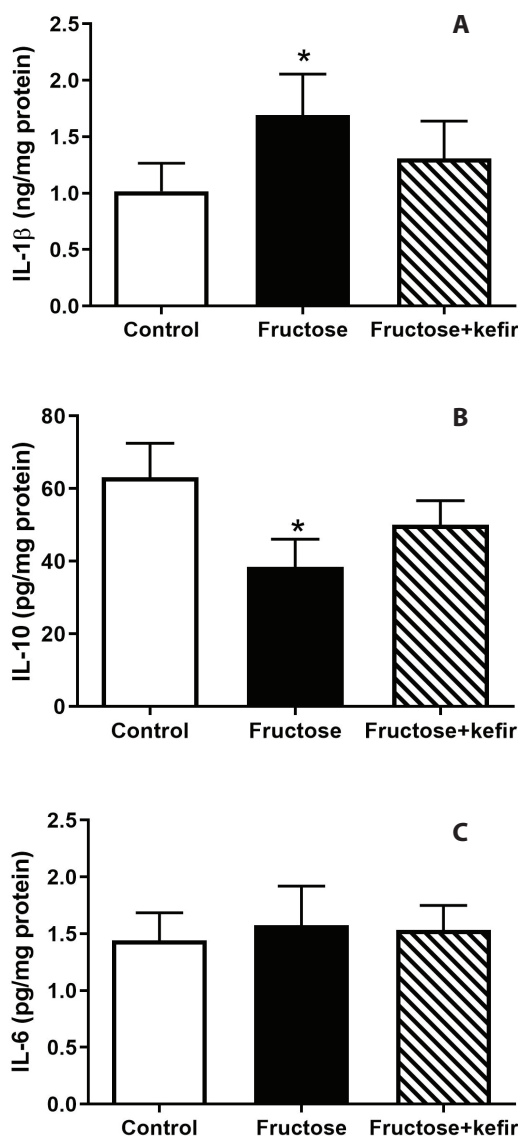 A
IL-1β (ng/mg protein)
2.5
2.0
1.5
1.0
0.5
0.0
*
Control Fructose Fructose+kefir
B
IL-10 (pg/mg protein)
80
60
40
20
0
*
Control Fructose Fructose+kefir
C
IL-6 (pg/mg protein)
2.5
2.0
1.5
1.0
0.5
0.0
Control Fructose Fructose+kefir